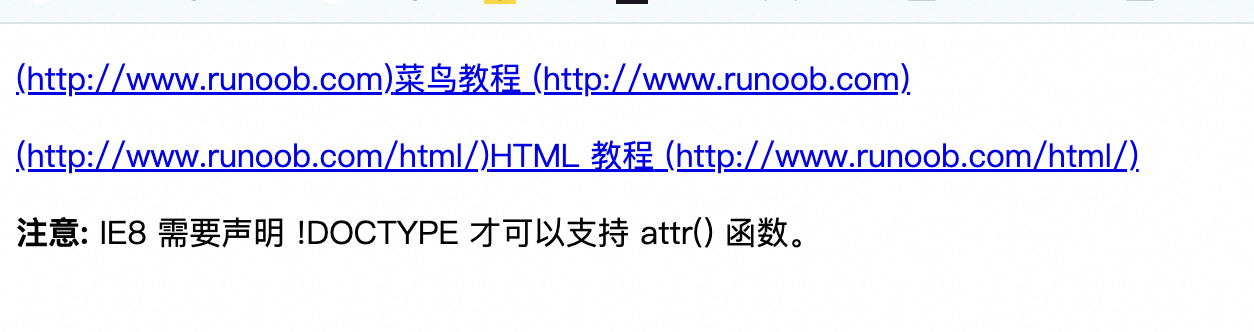 (http://www.runoob.com)菜鸟教程 (http://www.runoob.com)
(http://www.runoob.com/html/)HTML 教程 (http://www.runoob.com/html/)
注意: IE8 需要声明 !DOCTYPE 才可以支持 attr() 函数。